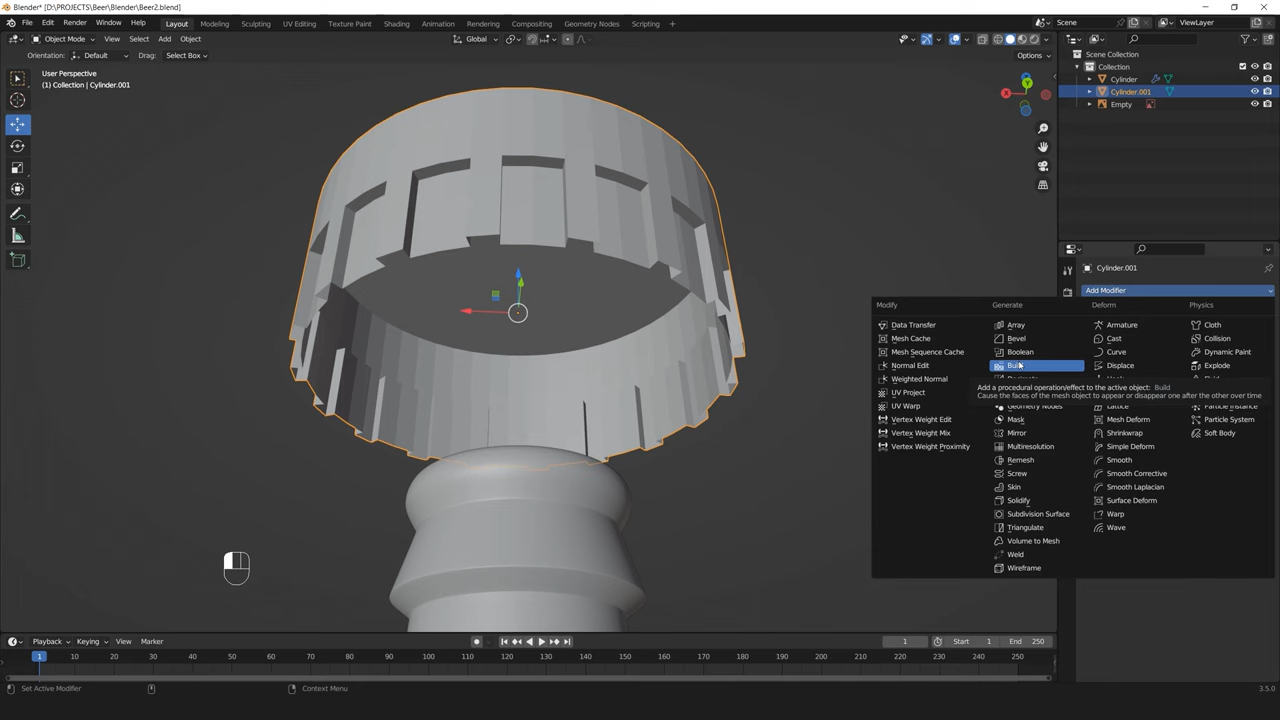 Blender* [D:\PROJECTS\Beer\Blender\Beer2.blend]
File Edit Render Window Help Layout Modeling Sculpting UV Editing Texture Paint Shading Animation Rendering Compositing Geometry Nodes Scripting + Scene ViewLayer
Object Mode View Select Add Object Global
Orientation: Default Drag: Select Box Options
User Perspective
(1) Collection | Cylinder.001
Scene Collection
Collection
Cylinder
Cylinder.001
Empty
X
Y
Cylinder.001
Add Modifier
Modify Generate Deform Physics
Data Transfer Array Armature Cloth
Mesh Cache Bevel Cast Collision
Mesh Sequence Cache Boolean Curve Dynamic Paint
Normal Edit Build Displace Explode
Weighted Normal
UV Project Add a procedural operation/effect to the active object: Build
Cause the faces of the mesh object to appear or disappear one after the other over time
UV Warp Geometry Nodes Lattice Particle Instance
Vertex Weight Edit Mask Mesh Deform Particle System
Vertex Weight Mix Mirror Shrinkwrap Soft Body
Vertex Weight Proximity Multiresolution Simple Deform
Remesh Smooth
Screw Smooth Corrective
Skin Smooth Laplacian
Solidify Surface Deform
Subdivision Surface Warp
Triangulate Wave
Volume to Mesh
Weld
Wireframe
Playback Keying View Marker 1 Start 1 End 250
1 10 20 30 40 50 60 70 80 90 100 110 120 130 140 150 160 170 180 190 200 210 220 230 240 250
Set Active Modifier Context Menu 3.5.0